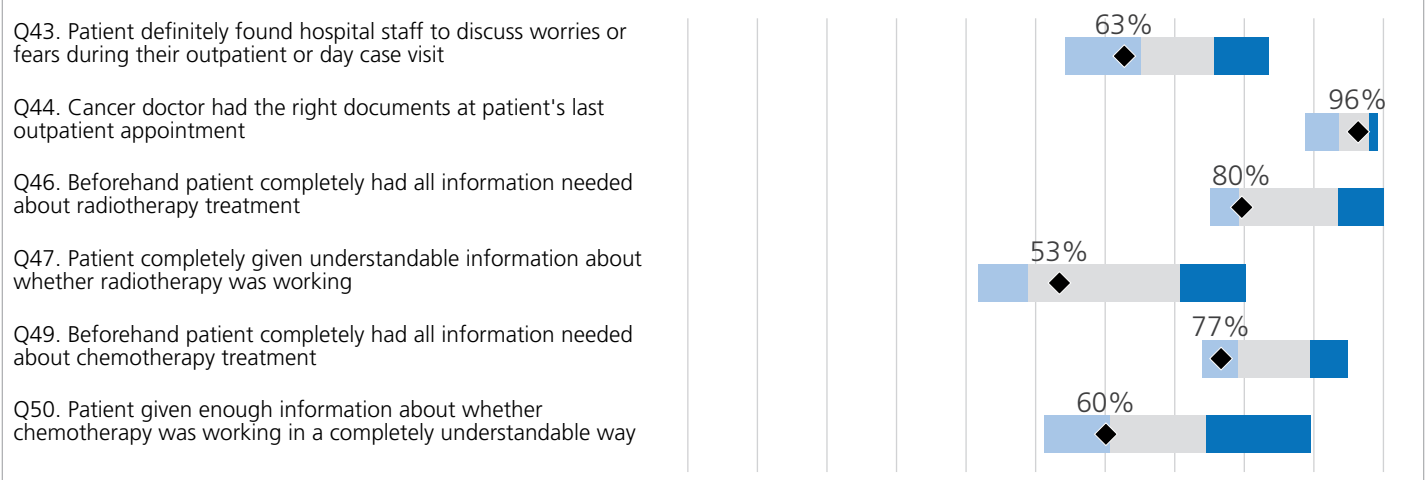 Q43. Patient definitely found hospital staff to discuss worries or
fears during their outpatient or day case visit
63%
Q44. Cancer doctor had the right documents at patient's last
outpatient appointment
96%
Q46. Beforehand patient completely had all information needed
about radiotherapy treatment
80%
Q47. Patient completely given understandable information about
whether radiotherapy was working
53%
Q49. Beforehand patient completely had all information needed
about chemotherapy treatment
77%
Q50. Patient given enough information about whether
chemotherapy was working in a completely understandable way
60%